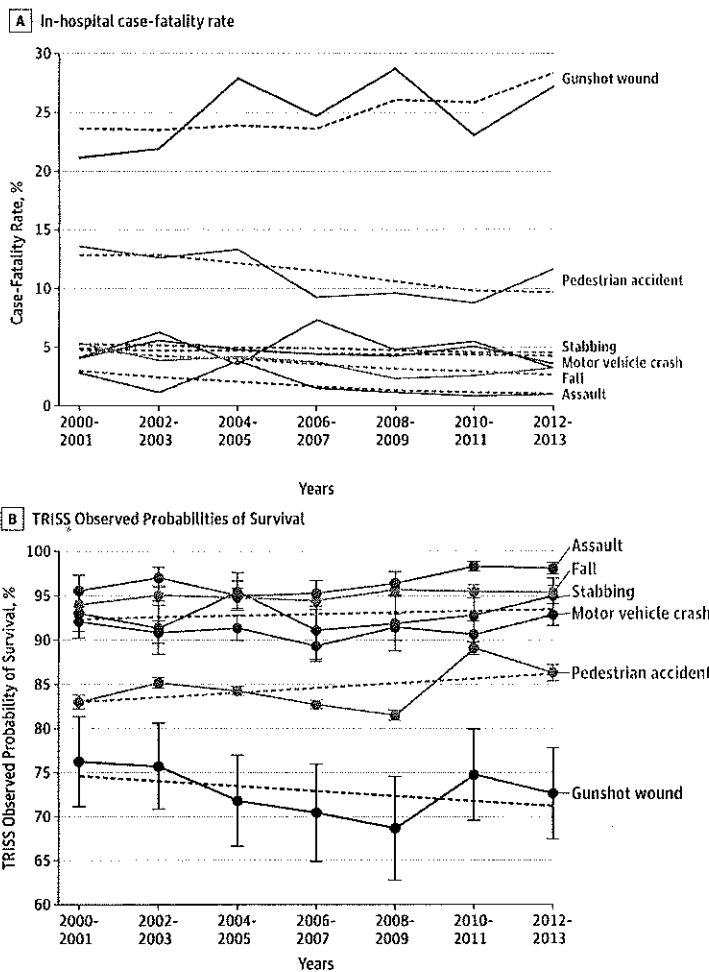 A In-hospital case-fatality rate
30
25
20
15
10
5
0
Case-Fatality Rate, %
Gunshot wound
Pedestrian accident
Stabbing
Motor vehicle crash
Fall
Assault
2000-
2001
2002-
2003
2004-
2005
2006-
2007
2008-
2009
2010-
2011
2012-
2013
Years
B TRISS Observed Probabilities of Survival
100
95
90
85
80
75
70
65
60
TRISS Observed Probability of Survival, %
Assault
Fall
Stabbing
Motor vehicle crash
Pedestrian accident
Gunshot wound
2000-
2001
2002-
2003
2004-
2005
2006-
2007
2008-
2009
2010-
2011
2012-
2013
Years